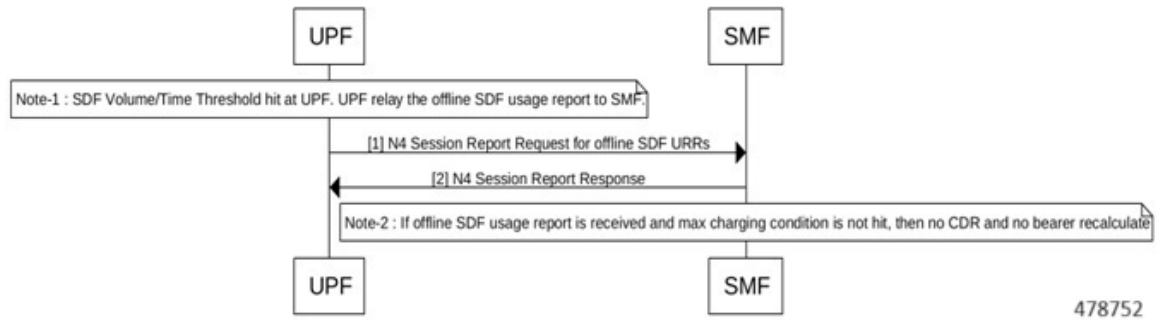 UPF SMF
Note-1 : SDF Volume/Time Threshold hit at UPF. UPF relay the offline SDF usage report to SMF.
[1] N4 Session Report Request for offline SDF URRs
[2] N4 Session Report Response
Note-2 : If offline SDF usage report is received and max charging condition is not hit, then no CDR and no bearer recalculate
UPF SMF
478752